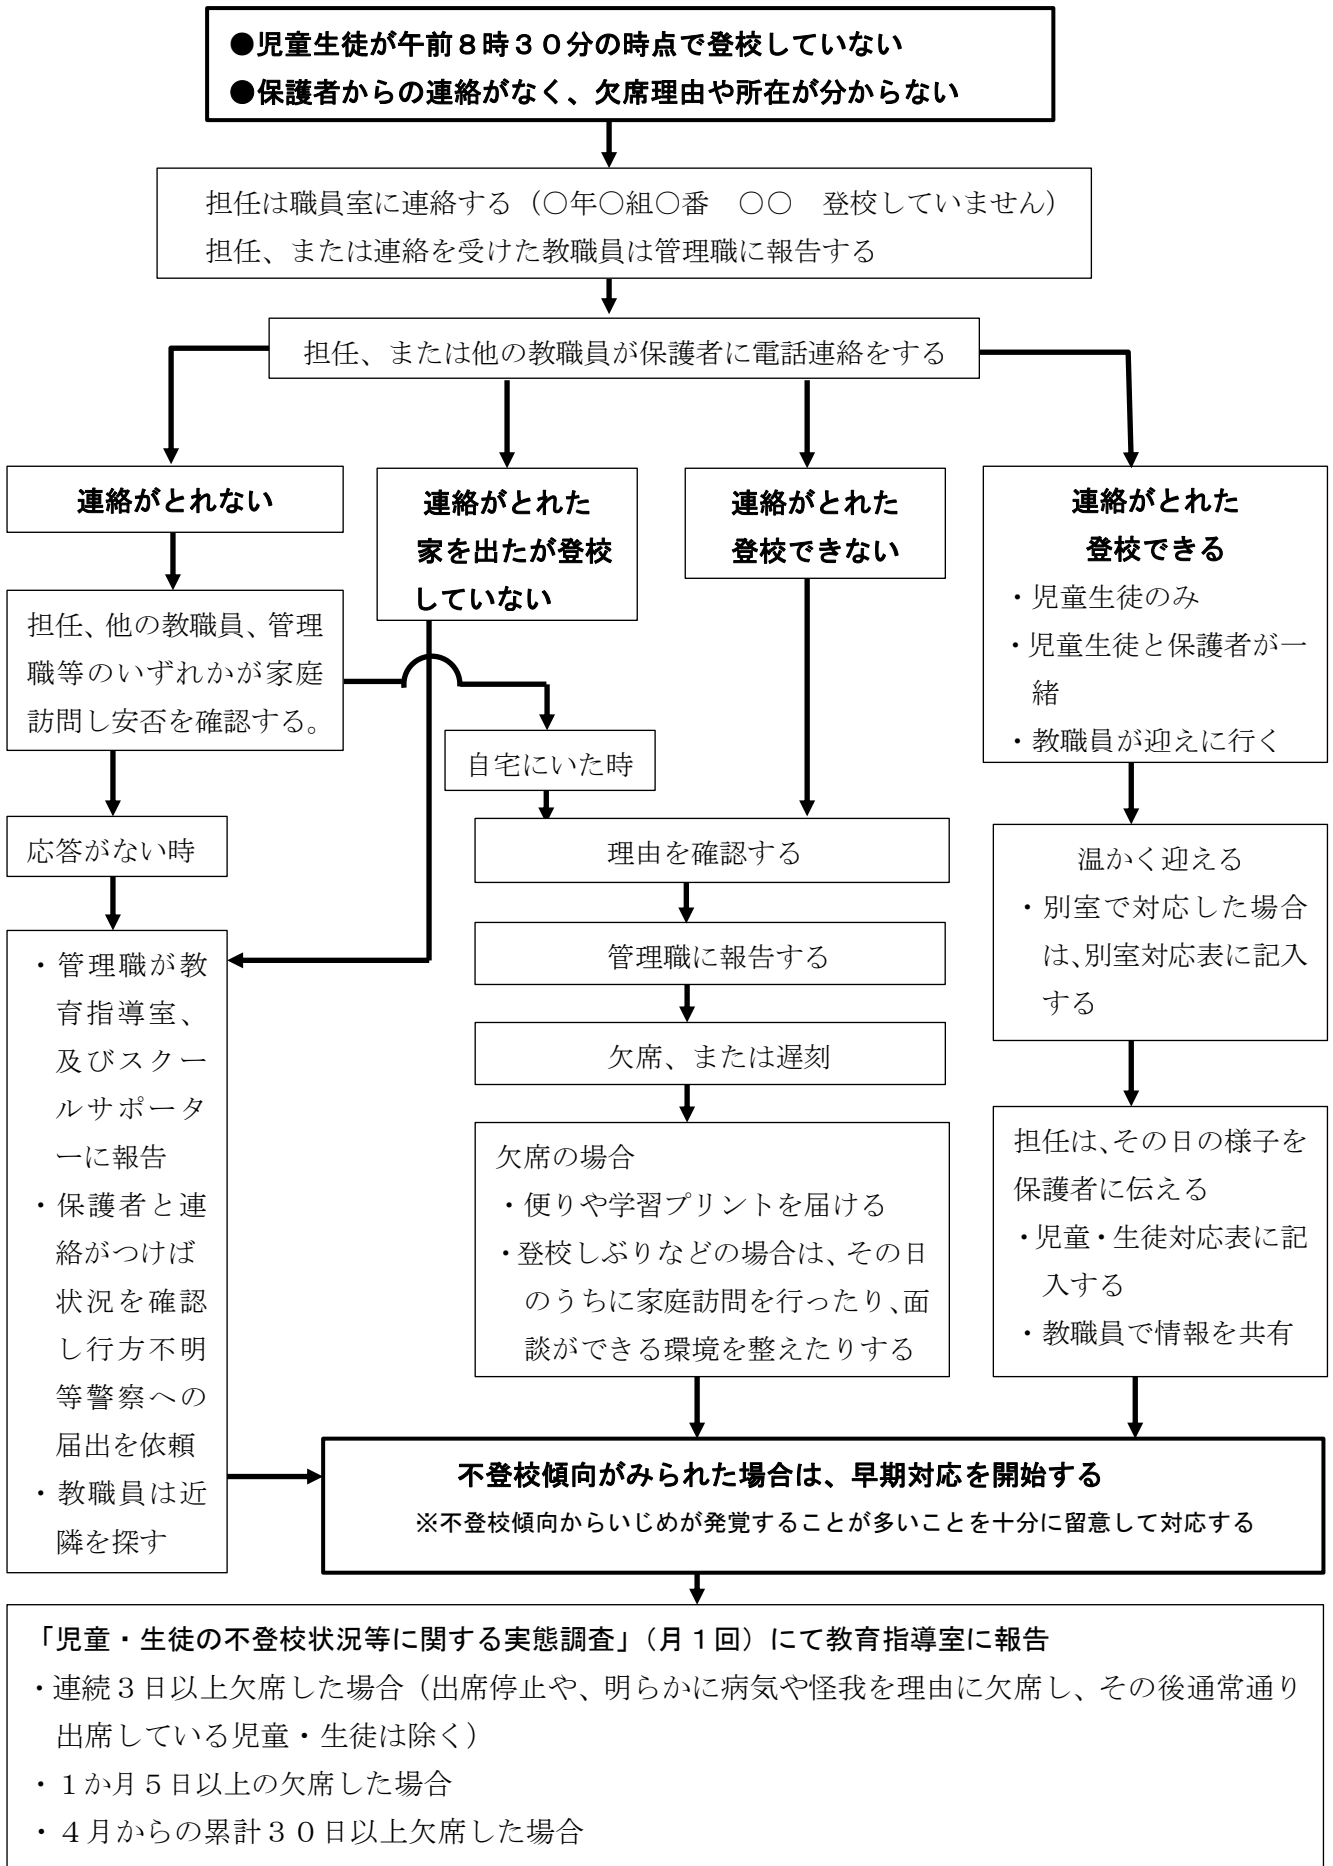 ●児童生徒が午前８時３０分の時点で登校していない
●保護者からの連絡がなく、欠席理由や所在が分からない
担任は職員室に連絡する（○年○組○番　○○　登校していません）
担任、または連絡を受けた教職員は管理職に報告する
担任、または他の教職員が保護者に電話連絡をする
連絡がとれない
連絡がとれた
家を出たが登校
していない
連絡がとれた
登校できない
連絡がとれた
登校できる
・児童生徒のみ
・児童生徒と保護者が一
緒
・教職員が迎えに行く
担任、他の教職員、管理
職等のいずれかが家庭
訪問し安否を確認する。
自宅にいた時
応答がない時
理由を確認する
管理職に報告する
欠席、または遅刻
欠席の場合
・便りや学習プリントを届ける
・登校しぶりなどの場合は、その日
のうちに家庭訪問を行ったり、面
談ができる環境を整えたりする
温かく迎える
・別室で対応した場合
は、別室対応表に記入
する
担任は、その日の様子を
保護者に伝える
・児童・生徒対応表に記
入する
・教職員で情報を共有
・管理職が教
育指導室、
及びスクー
ルサポータ
ーに報告
・保護者と連
絡がつけば
状況を確認
し行方不明
等警察への
届出を依頼
・教職員は近
隣を探す
不登校傾向がみられた場合は、早期対応を開始する
※不登校傾向からいじめが発覚することが多いことを十分に留意して対応する
「児童・生徒の不登校状況等に関する実態調査」（月１回）にて教育指導室に報告
・連続３日以上欠席した場合（出席停止や、明らかに病気や怪我を理由に欠席し、その後通常通り
出席している児童・生徒は除く）
・１か月５日以上の欠席した場合
・４月からの累計３０日以上欠席した場合